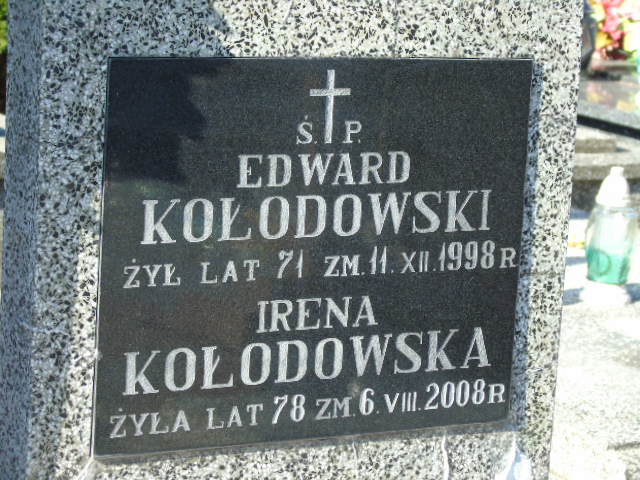 Ś. P.
EDWARD
KOŁODOWSKI
ŻYŁ LAT 71 ZM. 11. XII. 1998 R
IRENA
KOŁODOWSKA
ŻYŁA LAT 78 ZM. 6. VIII. 2008 R